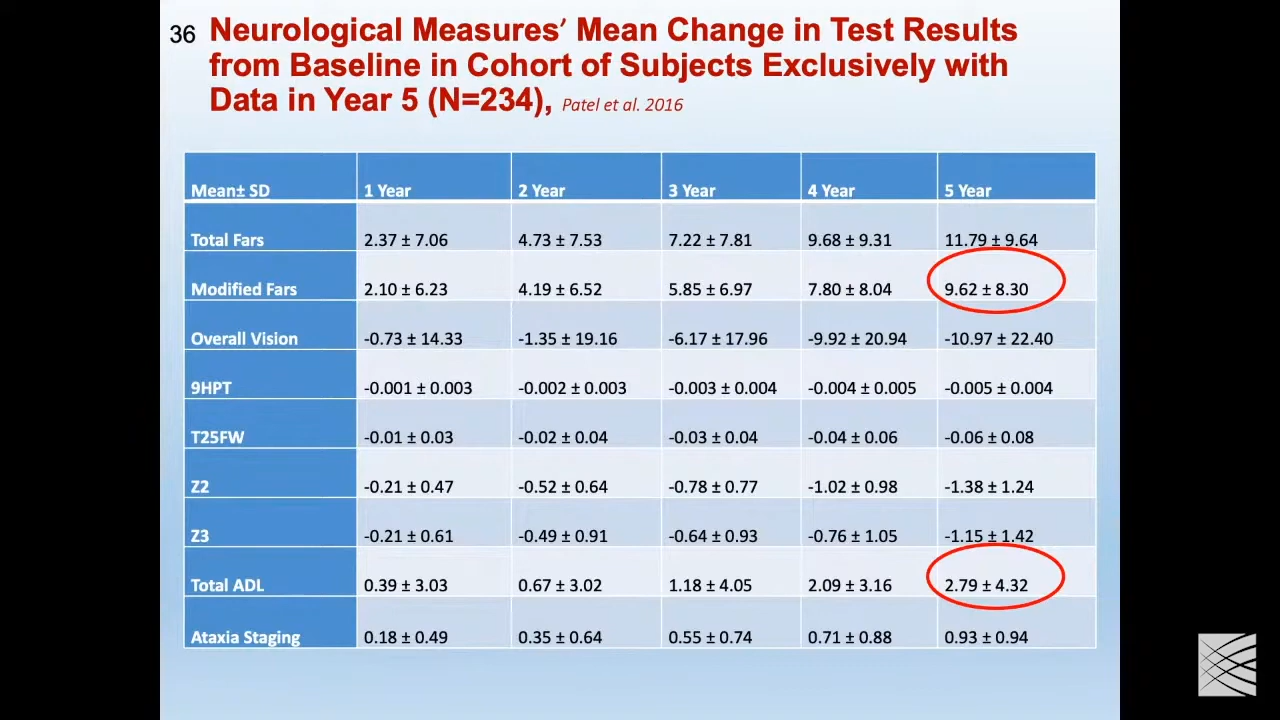 36 Neurological Measures’ Mean Change in Test Results
from Baseline in Cohort of Subjects Exclusively with
Data in Year 5 (N=234), Patel et al. 2016
Mean± SD 1 Year 2 Year 3 Year 4 Year 5 Year
Total Fars 2.37 ± 7.06 4.73 ± 7.53 7.22 ± 7.81 9.68 ± 9.31 11.79 ± 9.64
Modified Fars 2.10 ± 6.23 4.19 ± 6.52 5.85 ± 6.97 7.80 ± 8.04 9.62 ± 8.30
Overall Vision -0.73 ± 14.33 -1.35 ± 19.16 -6.17 ± 17.96 -9.92 ± 20.94 -10.97 ± 22.40
9HPT -0.001 ± 0.003 -0.002 ± 0.003 -0.003 ± 0.004 -0.004 ± 0.005 -0.005 ± 0.004
T25FW -0.01 ± 0.03 -0.02 ± 0.04 -0.03 ± 0.04 -0.04 ± 0.06 -0.06 ± 0.08
Z2 -0.21 ± 0.47 -0.52 ± 0.64 -0.78 ± 0.77 -1.02 ± 0.98 -1.38 ± 1.24
Z3 -0.21 ± 0.61 -0.49 ± 0.91 -0.64 ± 0.93 -0.76 ± 1.05 -1.15 ± 1.42
Total ADL 0.39 ± 3.03 0.67 ± 3.02 1.18 ± 4.05 2.09 ± 3.16 2.79 ± 4.32
Ataxia Staging 0.18 ± 0.49 0.35 ± 0.64 0.55 ± 0.74 0.71 ± 0.88 0.93 ± 0.94